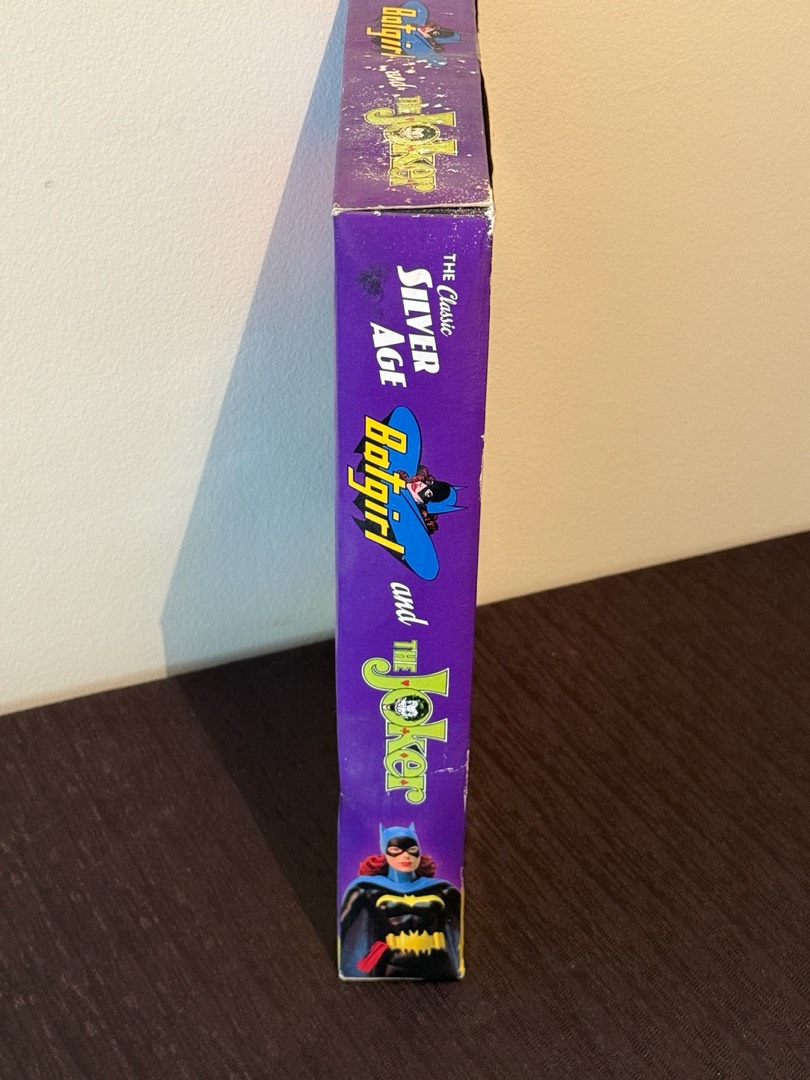 Batgirl
and
THE
Joker
THE Classic
SILVER
AGE
Batgirl
and
THE
Joker